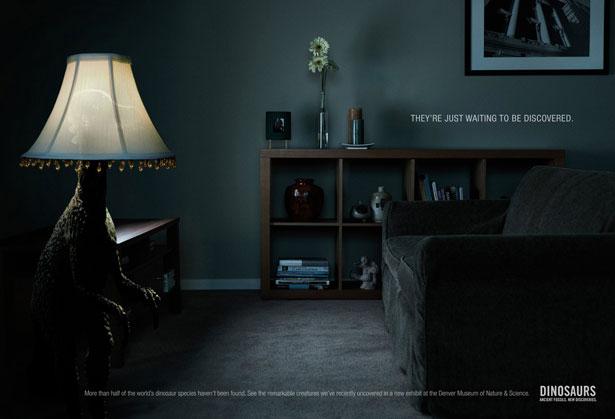 THEY'RE JUST WAITING TO BE DISCOVERED.
More than half of the world's dinosaur species haven't been found. See the remarkable creatures we've recently uncovered in a new exhibit at the Denver Museum of Nature & Science.
DINOSAURS
ANCIENT FOSSILS. NEW DISCOVERIES.